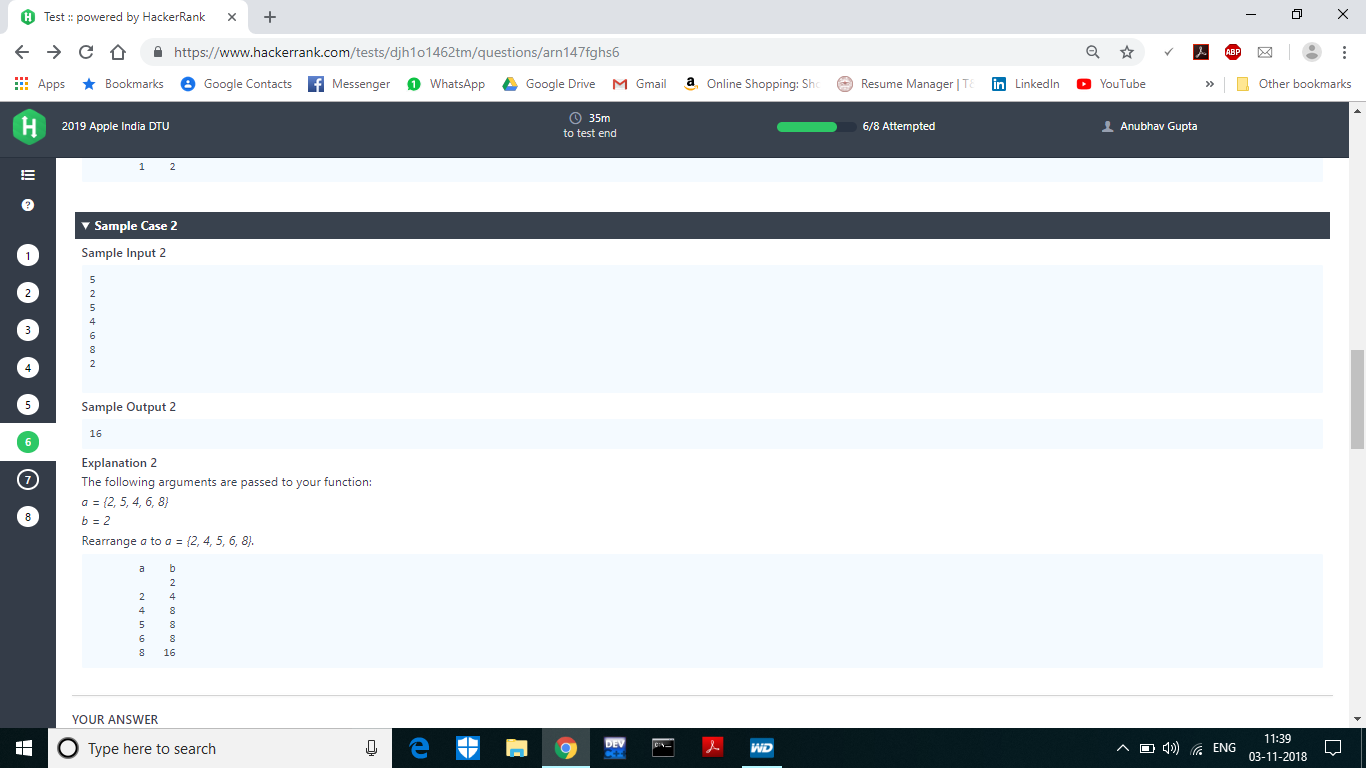 Test :: powered by HackerRank
https://www.hackerrank.com/tests/djh1o1462tm/questions/arn147fghs6
ABP
Apps Bookmarks Google Contacts Messenger 1 WhatsApp Google Drive Gmail Online Shopping: Sho Resume Manager | T& LinkedIn YouTube » Other bookmarks
2019 Apple India DTU
35m
to test end
6/8 Attempted
Anubhav Gupta
1 2
?
1
2
3
4
5
6
7
8
▼ Sample Case 2
Sample Input 2
5
2
5
4
6
8
2
Sample Output 2
16
Explanation 2
The following arguments are passed to your function:
a = {2, 5, 4, 6, 8}
b = 2
Rearrange a to a = {2, 4, 5, 6, 8}.
a b
2
2 4
4 8
5 8
6 8
8 16
YOUR ANSWER
Type here to search
DEV
WD
ENG
11:39
03-11-2018